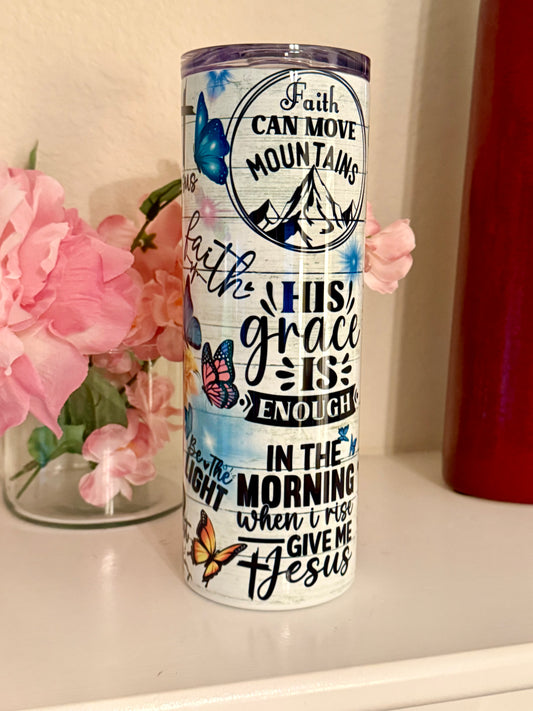 Faith
CAN MOVE
MOUNTAINS
us
faith
HIS
grace
IS
ENOUGH
Be The
LIGHT
IN THE
MORNING
when i rise
GIVE ME
Jesus